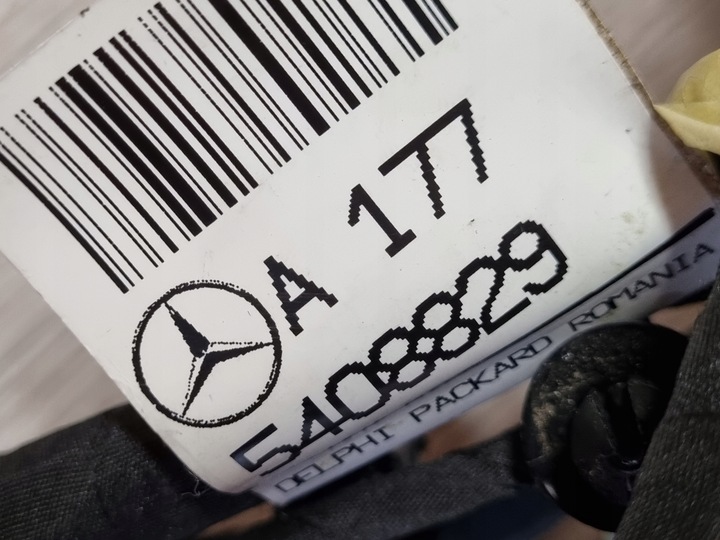 A 177
5408829
DELPHI PACKARD ROMANIA